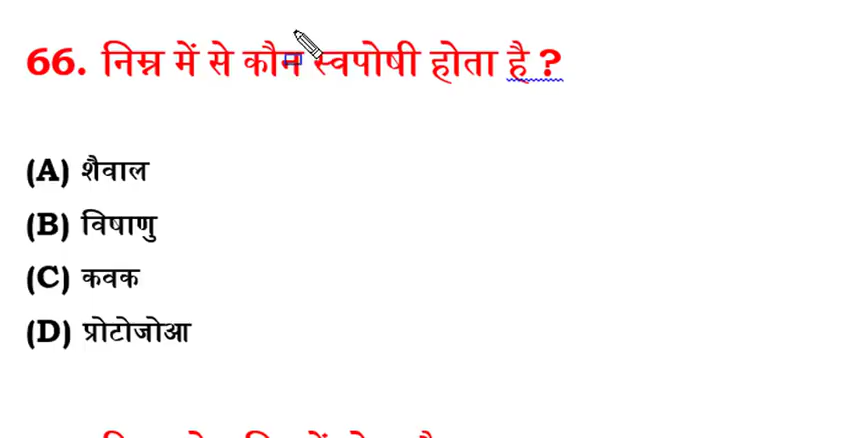 66. निम्न में से कौन स्वपोषी होता है ?
(A) शैवाल
(B) विषाणु
(C) कवक
(D) प्रोटोजोआ